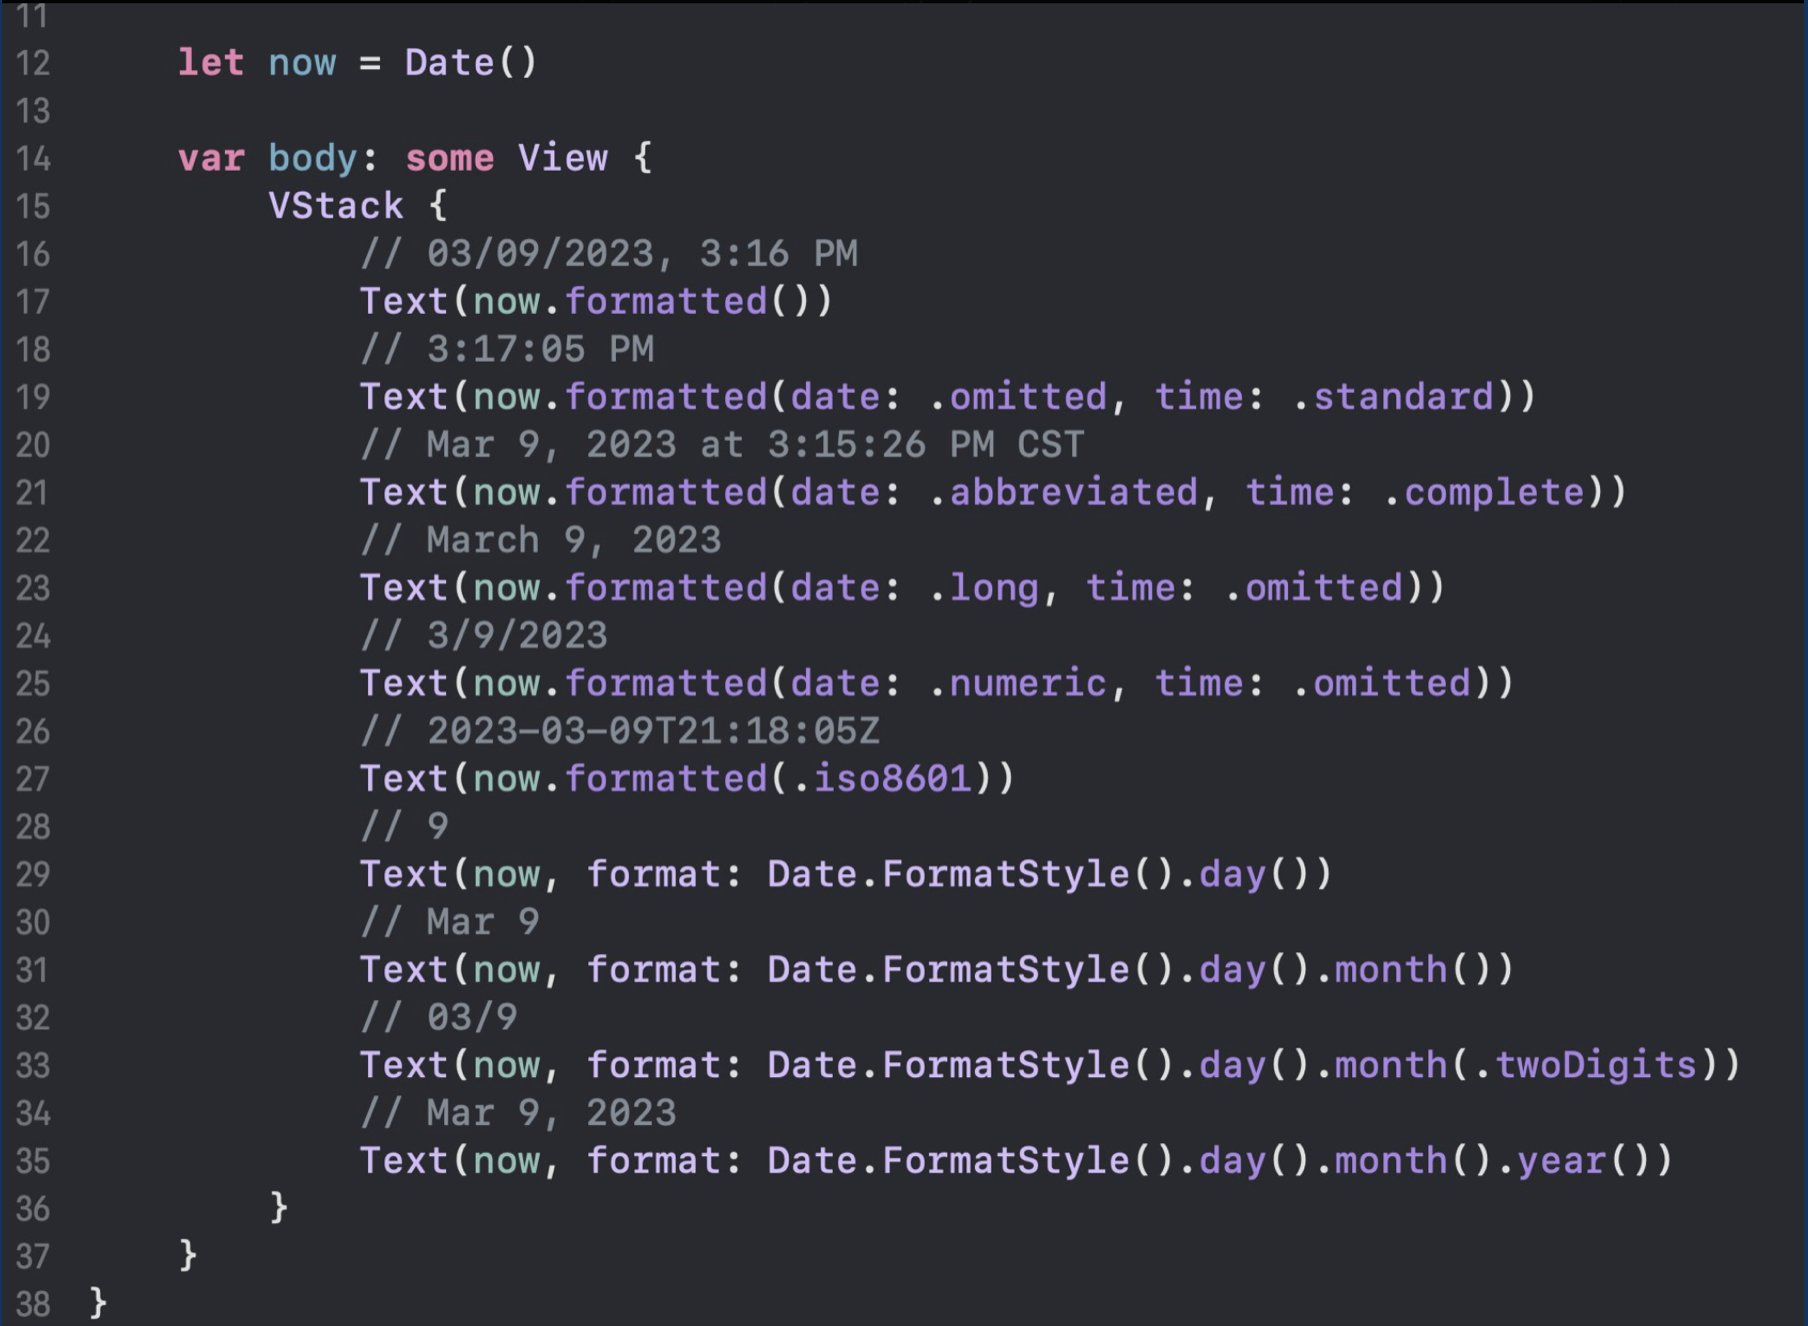 11
12 let now = Date()
13
14 var body: some View {
15 VStack {
16 // 03/09/2023, 3:16 PM
17 Text(now.formatted())
18 // 3:17:05 PM
19 Text(now.formatted(date: .omitted, time: .standard))
20 // Mar 9, 2023 at 3:15:26 PM CST
21 Text(now.formatted(date: .abbreviated, time: .complete))
22 // March 9, 2023
23 Text(now.formatted(date: .long, time: .omitted))
24 // 3/9/2023
25 Text(now.formatted(date: .numeric, time: .omitted))
26 // 2023-03-09T21:18:05Z
27 Text(now.formatted(.iso8601))
28 // 9
29 Text(now, format: Date.FormatStyle().day())
30 // Mar 9
31 Text(now, format: Date.FormatStyle().day().month())
32 // 03/9
33 Text(now, format: Date.FormatStyle().day().month(.twoDigits))
34 // Mar 9, 2023
35 Text(now, format: Date.FormatStyle().day().month().year())
36 }
37 }
38 }